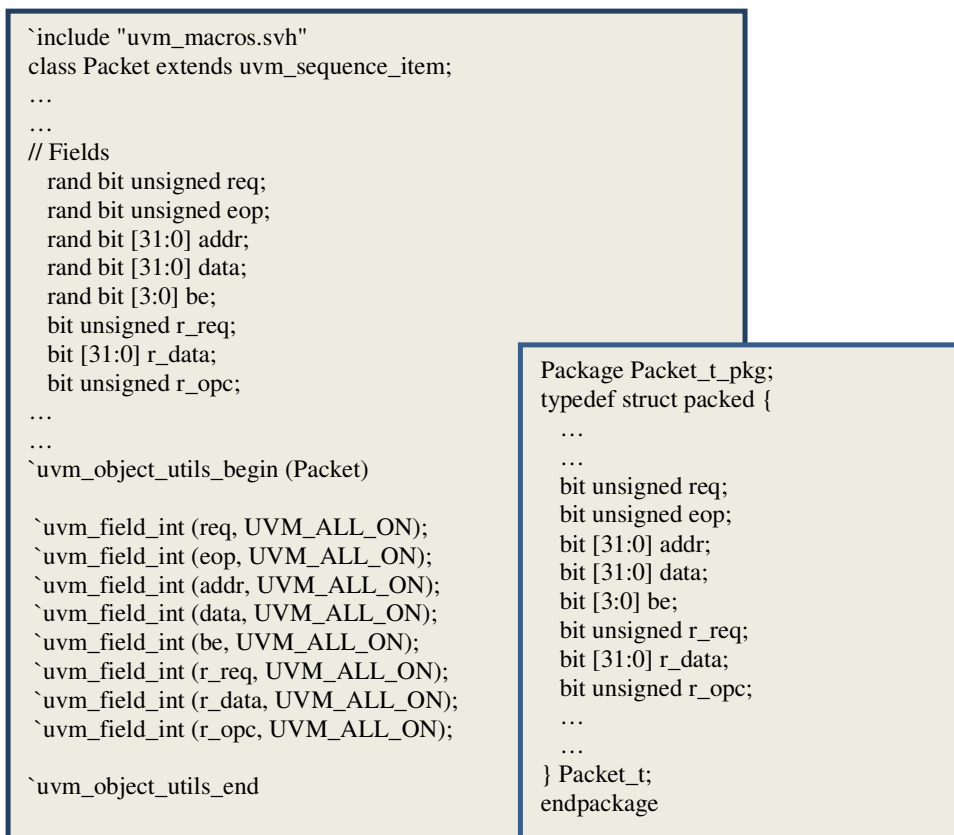 `include "uvm_macros.svh"
class Packet extends uvm_sequence_item;
…
…
// Fields
rand bit unsigned req;
rand bit unsigned eop;
rand bit [31:0] addr;
rand bit [31:0] data;
rand bit [3:0] be;
bit unsigned r_req;
bit [31:0] r_data;
bit unsigned r_opc;
…
…
`uvm_object_utils_begin (Packet)
`uvm_field_int (req, UVM_ALL_ON);
`uvm_field_int (eop, UVM_ALL_ON);
`uvm_field_int (addr, UVM_ALL_ON);
`uvm_field_int (data, UVM_ALL_ON);
`uvm_field_int (be, UVM_ALL_ON);
`uvm_field_int (r_req, UVM_ALL_ON);
`uvm_field_int (r_data, UVM_ALL_ON);
`uvm_field_int (r_opc, UVM_ALL_ON);
`uvm_object_utils_end
Package Packet_t_pkg;
typedef struct packed {
…
…
bit unsigned req;
bit unsigned eop;
bit [31:0] addr;
bit [31:0] data;
bit [3:0] be;
bit unsigned r_req;
bit [31:0] r_data;
bit unsigned r_opc;
…
…
} Packet_t;
endpackage